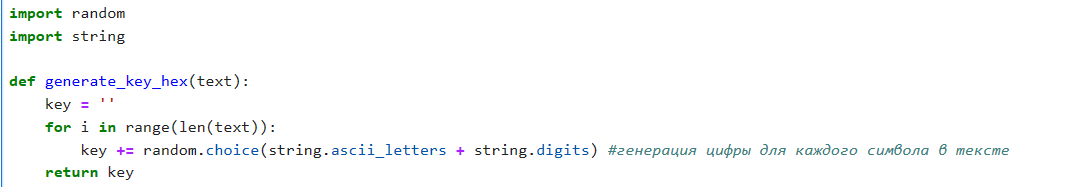 import random
import string

def generate_key_hex(text):
    key = ''
    for i in range(len(text)):
        key += random.choice(string.ascii_letters + string.digits) #генерация цифры для каждого символа в тексте
    return key